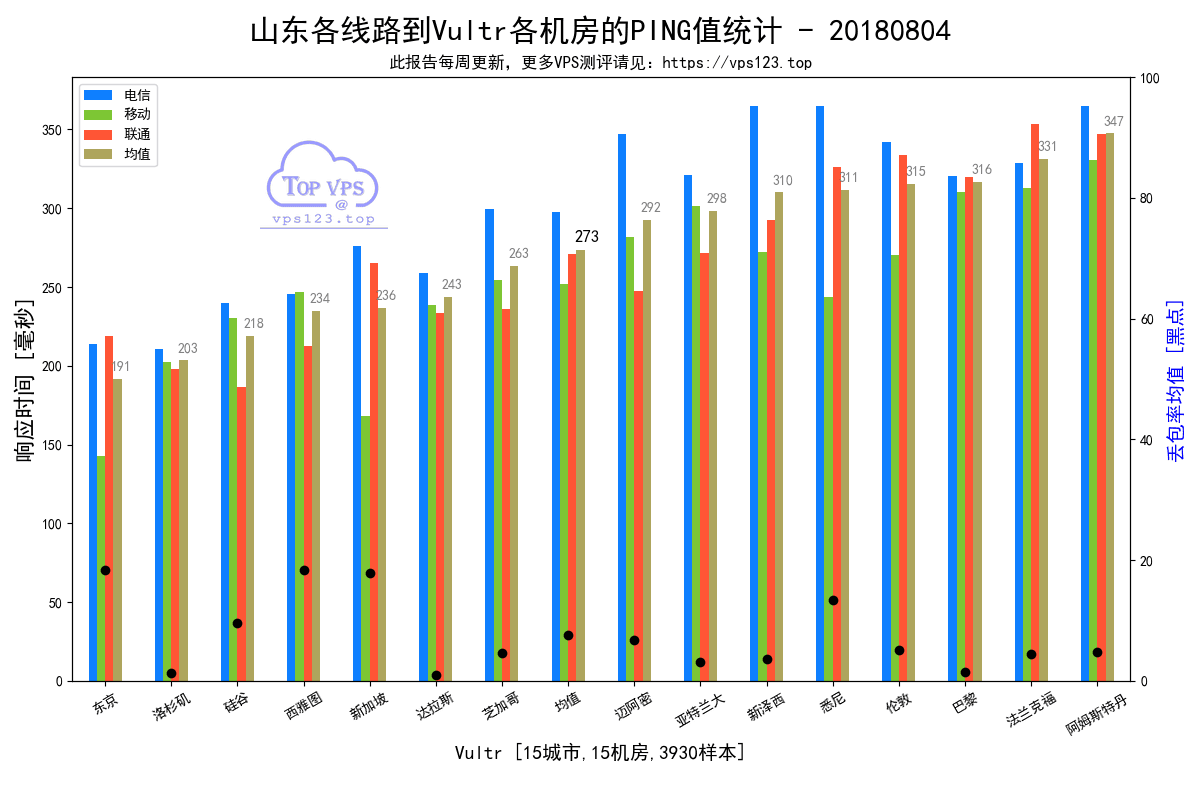 山东各线路到Vultr各机房的PING值统计 - 20180804
此报告每周更新，更多VPS测评请见：https://vps123.top
电信
移动
联通
均值
TOP VPS
@
vps123.top
响应时间 [毫秒]
350
300
250
200
150
100
50
0
191
203
218
234
236
243
263
273
292
298
310
311
315
316
331
347
100
80
60
40
20
0
丢包率均值 [黑点]
东京
洛杉矶
硅谷
西雅图
新加坡
达拉斯
芝加哥
均值
迈阿密
亚特兰大
新泽西
悉尼
伦敦
巴黎
法兰克福
阿姆斯特丹
Vultr [15城市,15机房,3930样本]